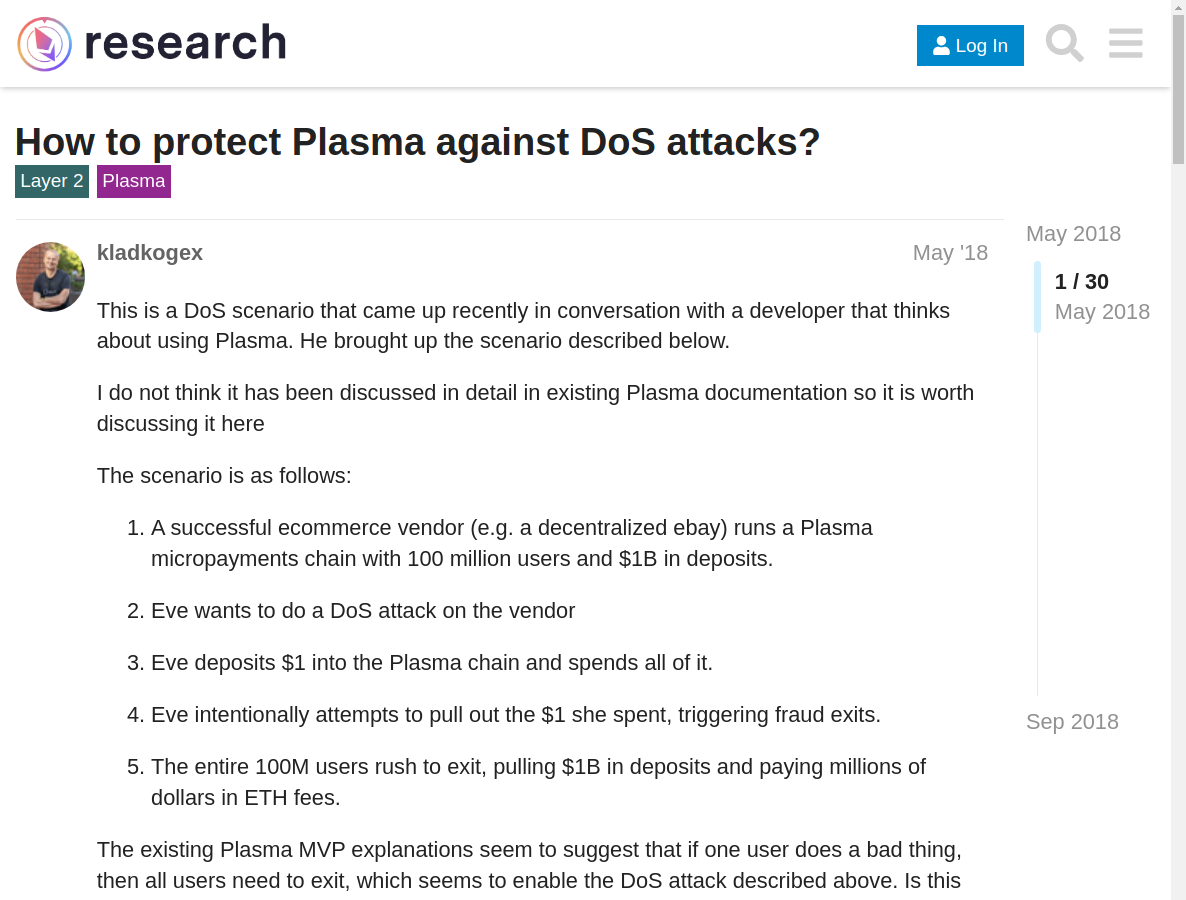 research
Log In
How to protect Plasma against DoS attacks?
Layer 2 Plasma
kladkogex
May '18
May 2018
1 / 30
May 2018
This is a DoS scenario that came up recently in conversation with a developer that thinks
about using Plasma. He brought up the scenario described below.
I do not think it has been discussed in detail in existing Plasma documentation so it is worth
discussing it here
The scenario is as follows:
1. A successful ecommerce vendor (e.g. a decentralized ebay) runs a Plasma
micropayments chain with 100 million users and $1B in deposits.
2. Eve wants to do a DoS attack on the vendor
3. Eve deposits $1 into the Plasma chain and spends all of it.
4. Eve intentionally attempts to pull out the $1 she spent, triggering fraud exits.
Sep 2018
5. The entire 100M users rush to exit, pulling $1B in deposits and paying millions of
dollars in ETH fees.
The existing Plasma MVP explanations seem to suggest that if one user does a bad thing,
then all users need to exit, which seems to enable the DoS attack described above. Is this